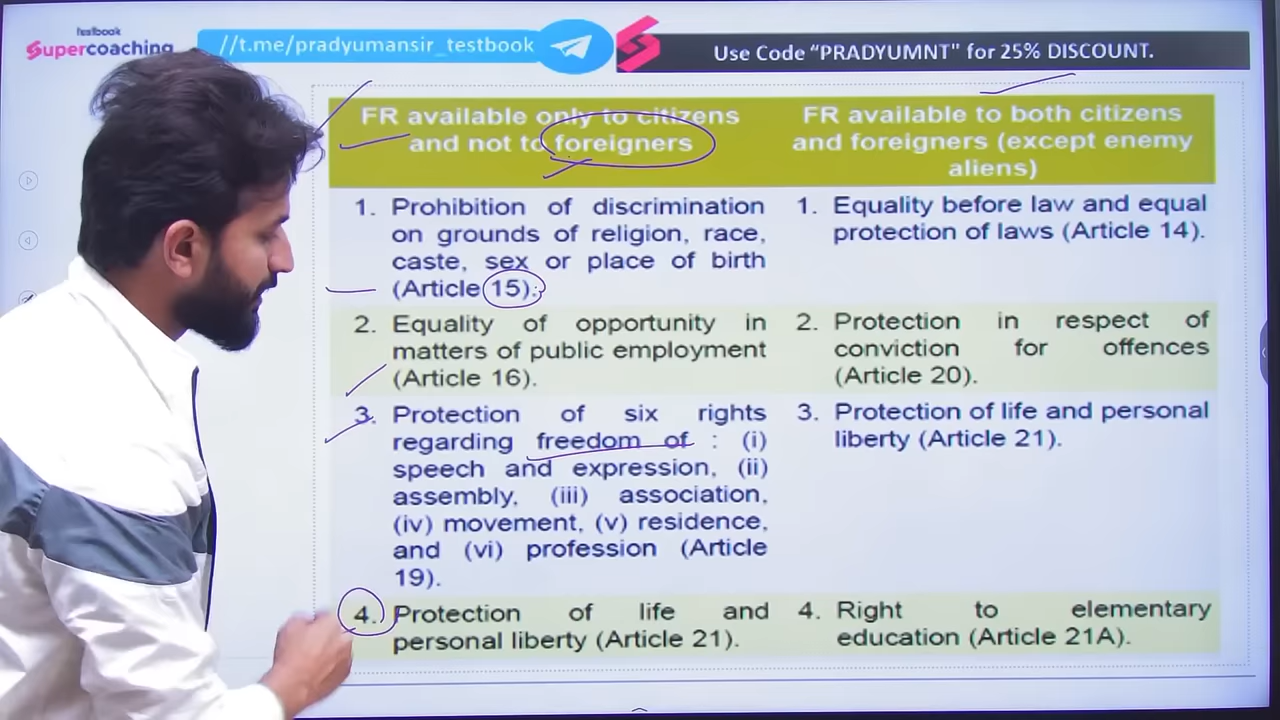 testbook
Supercoaching
//t.me/pradyumansir_testbook
Use Code “PRADYUMNT" for 25% DISCOUNT.
FR available only to citizens
and not to foreigners
1. Prohibition of discrimination
on grounds of religion, race,
caste, sex or place of birth
(Article 15).
2. Equality of opportunity in
matters of public employment
(Article 16).
3. Protection of six rights
regarding freedom of : (i)
speech and expression, (ii)
assembly, (iii) association,
(iv) movement, (v) residence,
and (vi) profession (Article
19).
4. Protection of life and
personal liberty (Article 21).
FR available to both citizens
and foreigners (except enemy
aliens)
1. Equality before law and equal
protection of laws (Article 14).
2. Protection in respect of
conviction for offences
(Article 20).
3. Protection of life and personal
liberty (Article 21).
4. Right to elementary
education (Article 21A).